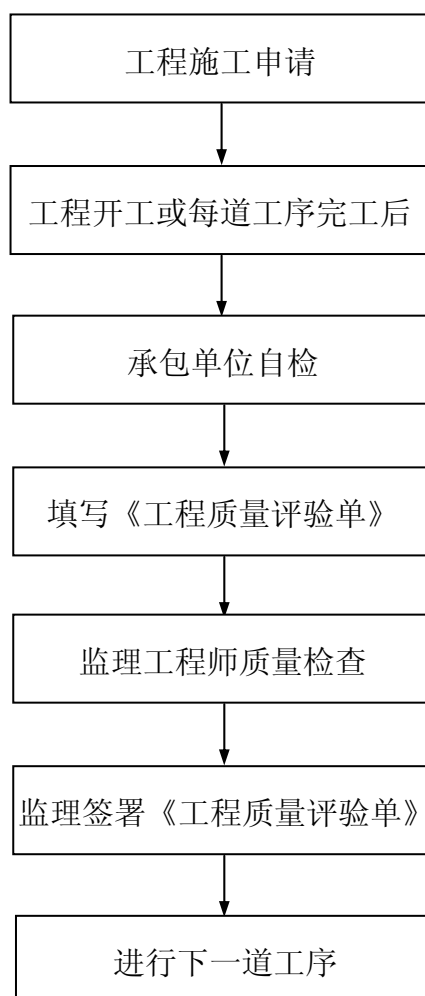 工程施工申请
工程开工或每道工序完工后
承包单位自检
填写《工程质量评验单》
监理工程师质量检查
监理签署《工程质量评验单》
进行下一道工序